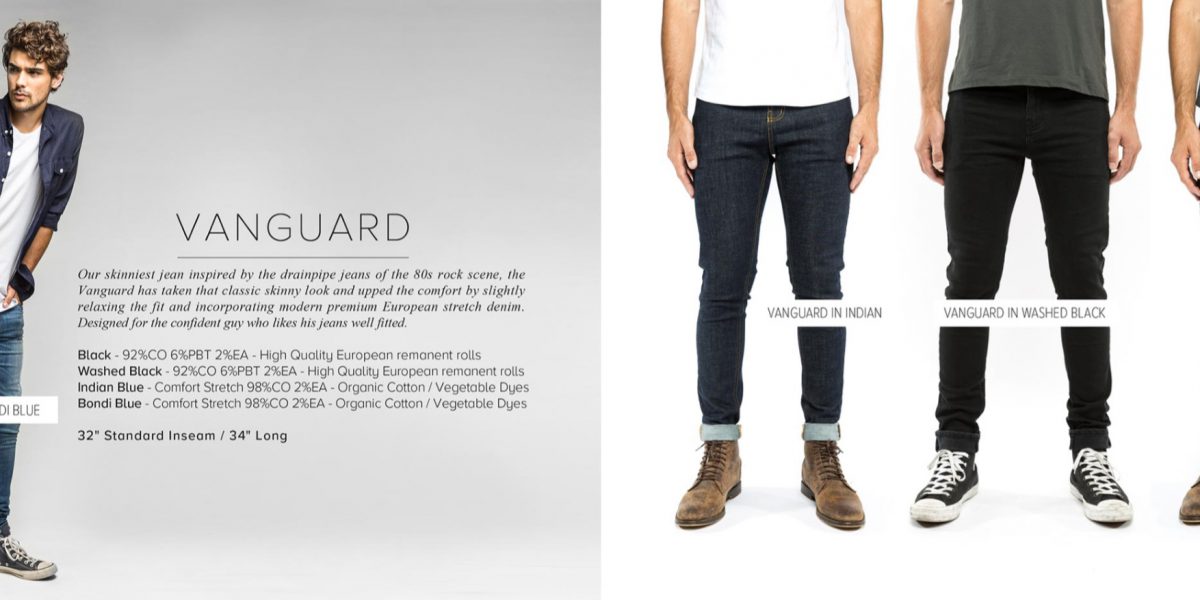 VANGUARD
Our skinniest jean inspired by the drainpipe jeans of the 80s rock scene, the
Vanguard has taken that classic skinny look and upped the comfort by slightly
relaxing the fit and incorporating modern premium European stretch denim.
Designed for the confident guy who likes his jeans well fitted.
Black - 92%CO 6%PBT 2%EA - High Quality European remanent rolls
Washed Black - 92%CO 6%PBT 2%EA - High Quality European remanent rolls
Indian Blue - Comfort Stretch 98%CO 2%EA - Organic Cotton / Vegetable Dyes
Bondi Blue - Comfort Stretch 98%CO 2%EA - Organic Cotton / Vegetable Dyes
32" Standard Inseam / 34" Long
DI BLUE
VANGUARD IN INDIAN
VANGUARD IN WASHED BLACK